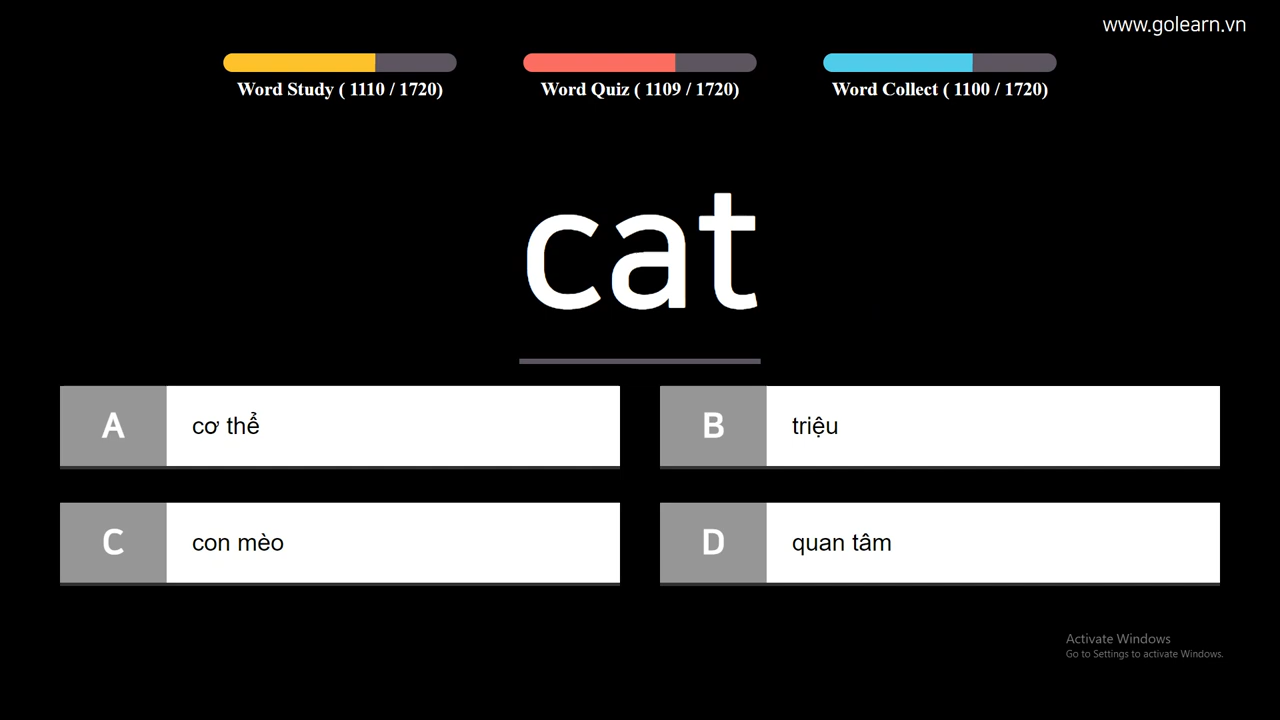 www.golearn.vn
Word Study ( 1110 / 1720)
Word Quiz ( 1109 / 1720)
Word Collect ( 1100 / 1720)
cat
A cơ thể
B triệu
C con mèo
D quan tâm
Activate Windows
Go to Settings to activate Windows.